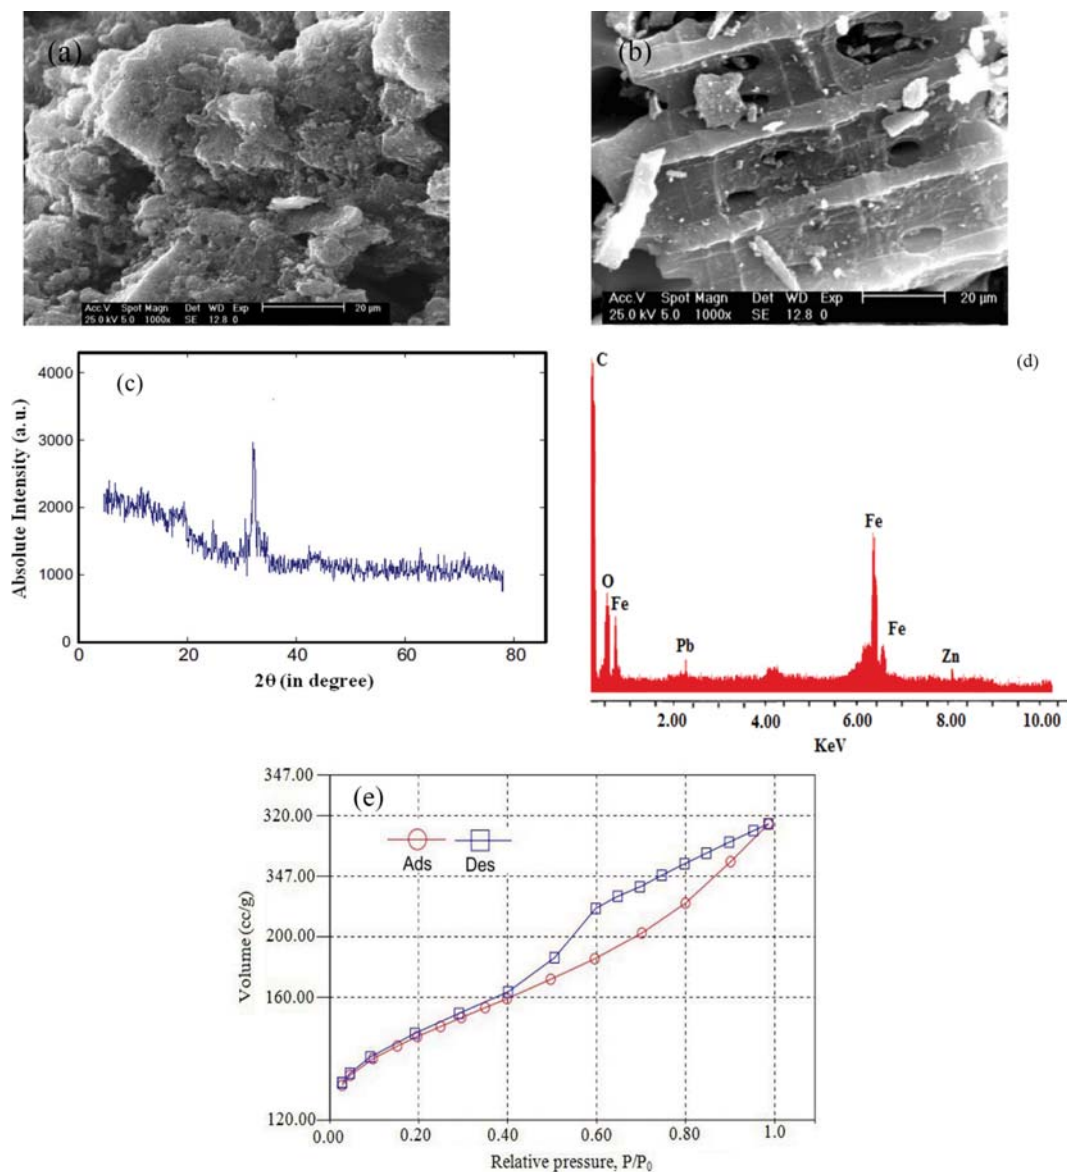 (a)
Acc.V Spot Magn Det WD Exp 20 µm
25.0 kV 5.0 1000x SE 12.8 0
(b)
Acc.V Spot Magn Det WD Exp 20 µm
25.0 kV 5.0 1000x SE 12.8 0
(c)
Absolute Intensity (a.u.)
4000
3000
2000
1000
0
0 20 40 60 80
2θ (in degree)
(d)
C
O
Fe
Pb
Fe
Fe
Zn
2.00 4.00 6.00 8.00 10.00
KeV
(e)
Ads Des
Volume (cc/g)
347.00
320.00
347.00
200.00
160.00
120.00
0.00 0.20 0.40 0.60 0.80 1.0
Relative pressure, P/P₀